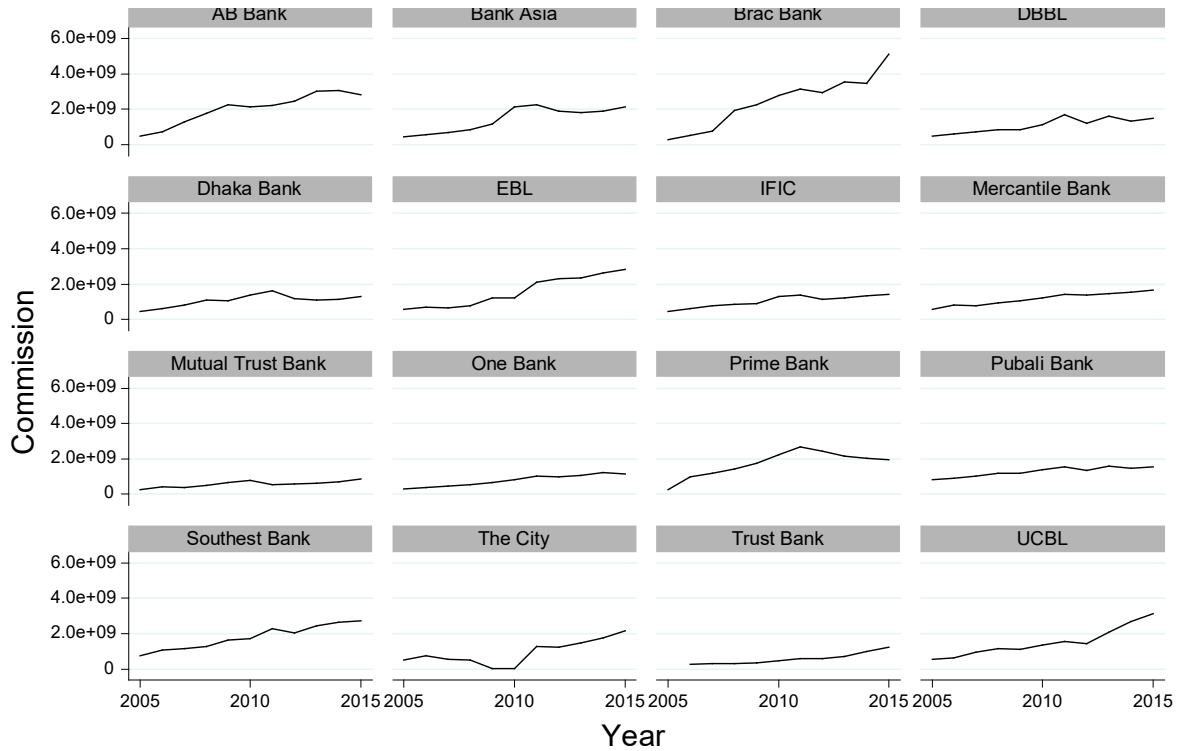 AB Bank Bank Asia Brac Bank DBBL
6.0e+09
4.0e+09
2.0e+09
0
Dhaka Bank EBL IFIC Mercantile Bank
6.0e+09
4.0e+09
2.0e+09
0
Mutual Trust Bank One Bank Prime Bank Pubali Bank
6.0e+09
4.0e+09
2.0e+09
0
Southest Bank The City Trust Bank UCBL
6.0e+09
4.0e+09
2.0e+09
0
2005 2010 2015 2005 2010 2015 2005 2010 2015 2005 2010 2015
Commission
Year